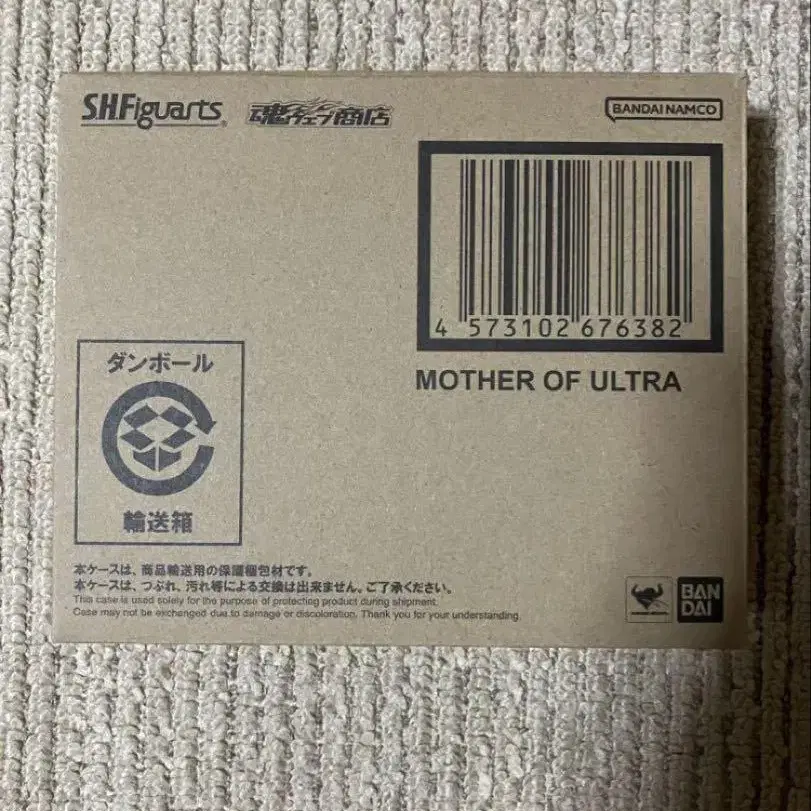 S.H.Figuarts
魂ウェブ商店
BANDAI NAMCO
4 573102 676382
MOTHER OF ULTRA
ダンボール
輸送箱
本ケースは、商品輸送用の保護梱包材です。
本ケースは、つぶれ、汚れ等による交換は出来ません。ご了承ください。
This case is used solely for the purpose of protecting product during shipment.
Case may not be exchanged due to damage or discoloration. Thank you for your understanding.
BAN
DAI